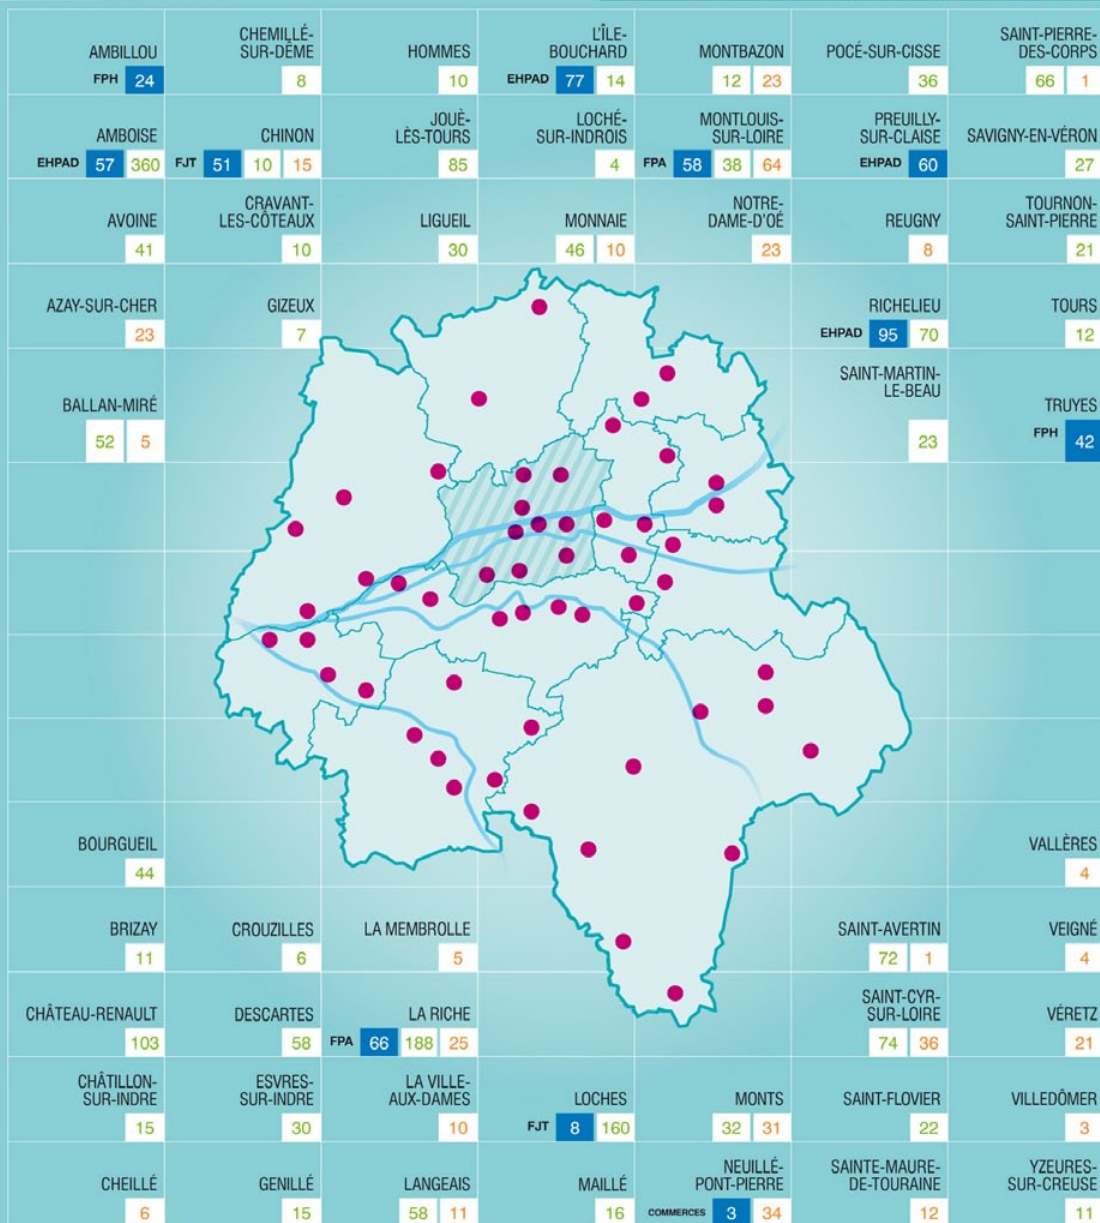 AMBILLOU
FPH 24
CHEMILLÉ-
SUR-DÊME
8
HOMMES
10
L'ÎLE-
BOUCHARD
EHPAD 77 14
MONTBAZON
12 23
POCÉ-SUR-CISSE
36
SAINT-PIERRE-
DES-CORPS
66 1
AMBOISE
EHPAD 57 360
CHINON
FJT 51 10 15
JOUÈ-
LÈS-TOURS
85
LOCHÉ-
SUR-INDROIS
4
MONTLOUIS-
SUR-LOIRE
FPA 58 38 64
PREUILLY-
SUR-CLAISE
EHPAD 60
SAVIGNY-EN-VÉRON
27
AVOINE
41
CRAVANT-
LES-CÔTEAUX
10
LIGUEIL
30
MONNAIE
46 10
NOTRE-
DAME-D'OÉ
23
REUGNY
8
TOURNON-
SAINT-PIERRE
21
AZAY-SUR-CHER
23
GIZEUX
7
RICHELIEU
EHPAD 95 70
TOURS
12
BALLAN-MIRÉ
52 5
SAINT-MARTIN-
LE-BEAU
23
TRUYES
FPH 42
BOURGUEIL
44
VALLÈRES
4
BRIZAY
11
CROUZILLES
6
LA MEMBROLLE
5
SAINT-AVERTIN
72 1
VEIGNÉ
4
CHÂTEAU-RENAULT
103
DESCARTES
58
LA RICHE
FPA 66 188 25
SAINT-CYR-
SUR-LOIRE
74 36
VÉRETZ
21
CHÂTILLON-
SUR-INDRE
15
ESVRES-
SUR-INDRE
30
LA VILLE-
AUX-DAMES
10
LOCHES
FJT 8 160
MONTS
32 31
SAINT-FLOVIER
22
VILLEDÔMER
3
CHEILLÉ
6
GENILLÉ
15
LANGEAIS
58 11
MAILLÉ
16
NEUILLÉ-
PONT-PIERRE
COMMERCES 3 34
SAINTE-MAURE-
DE-TOURAINE
12
YZEURES-
SUR-CREUSE
11